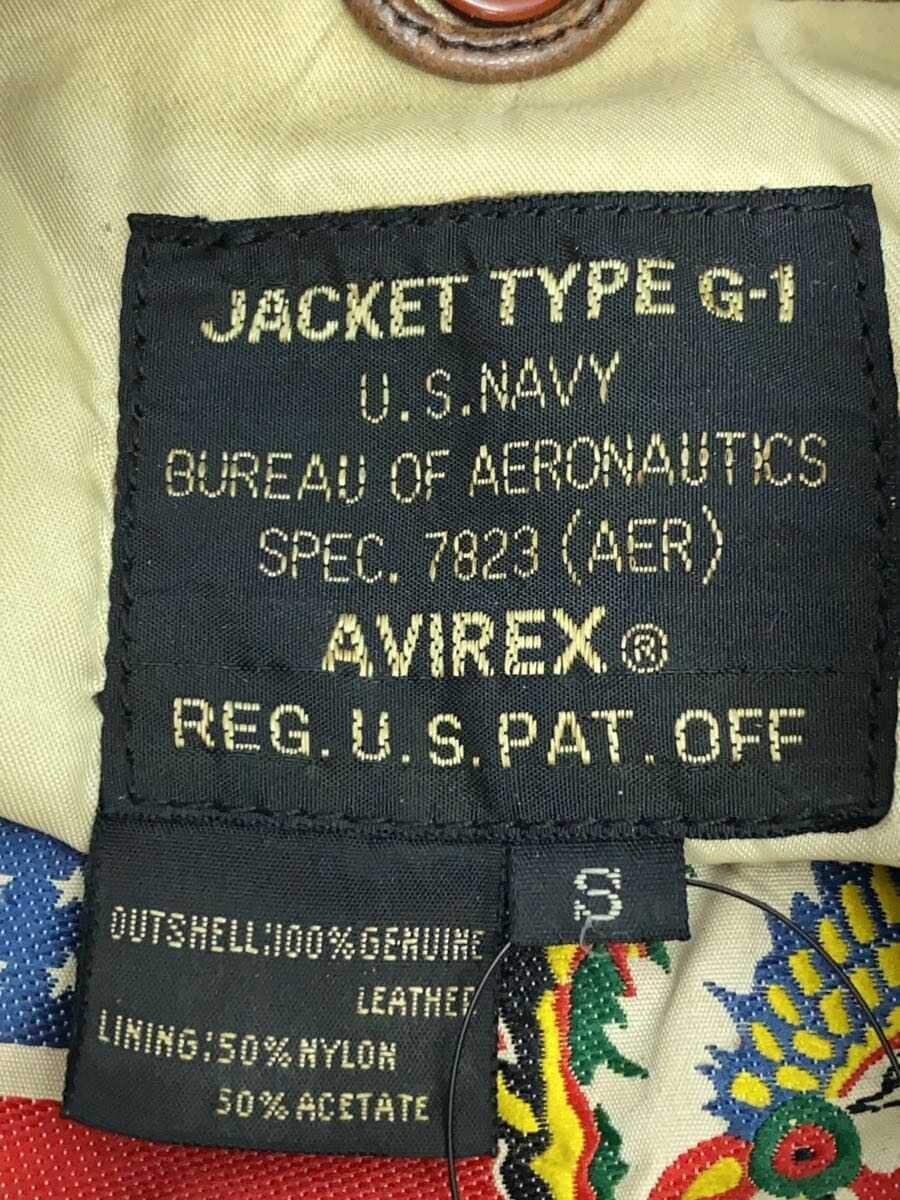 JACKET TYPE G-1
U.S.NAVY
BUREAU OF AERONAUTICS
SPEC. 7823 (AER)
AVIREX®
REG.U.S.PAT.OFF
S
OUTSHELL:100%GENUINE
LEATHER
LINING:50%NYLON
50%ACETATE